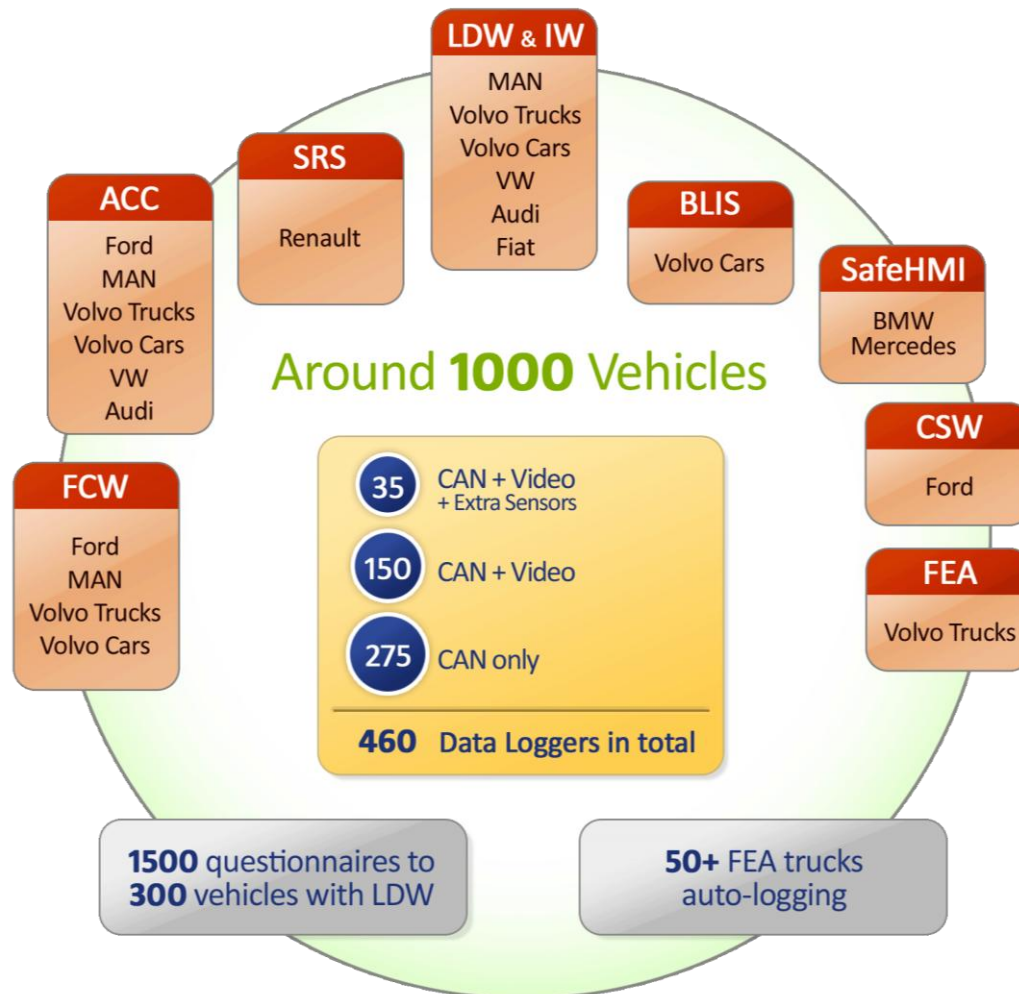 LDW & IW
MAN
Volvo Trucks
Volvo Cars
VW
Audi
Fiat
SRS
Renault
ACC
Ford
MAN
Volvo Trucks
Volvo Cars
VW
Audi
BLIS
Volvo Cars
SafeHMI
BMW
Mercedes
Around 1000 Vehicles
CSW
Ford
FCW
Ford
MAN
Volvo Trucks
Volvo Cars
FEA
Volvo Trucks
35 CAN + Video
+ Extra Sensors
150 CAN + Video
275 CAN only
460 Data Loggers in total
1500 questionnaires to
300 vehicles with LDW
50+ FEA trucks
auto-logging